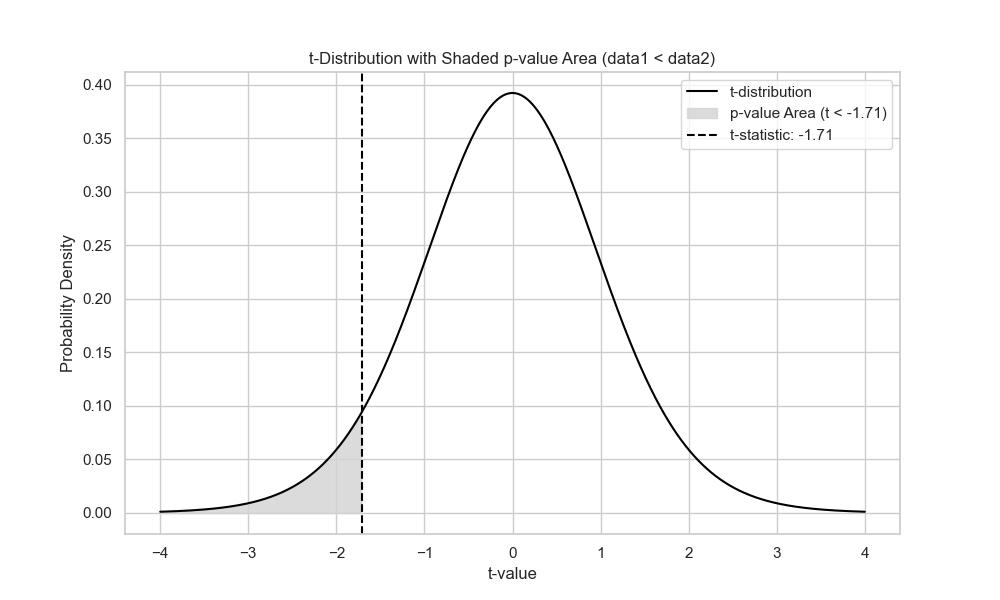 t-Distribution with Shaded p-value Area (data1 < data2)
t-distribution
p-value Area (t < -1.71)
t-statistic: -1.71
Probability Density
0.40
0.35
0.30
0.25
0.20
0.15
0.10
0.05
0.00
−4 −3 −2 −1 0 1 2 3 4
t-value